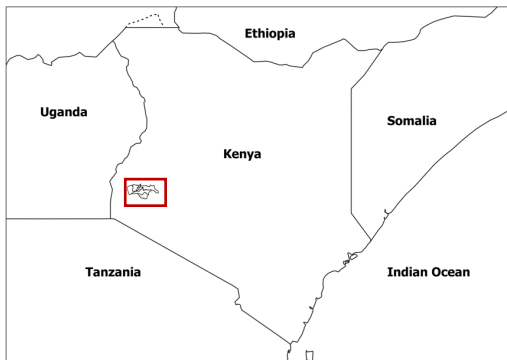 Ethiopia
Uganda
Somalia
Kenya
Tanzania
Indian Ocean